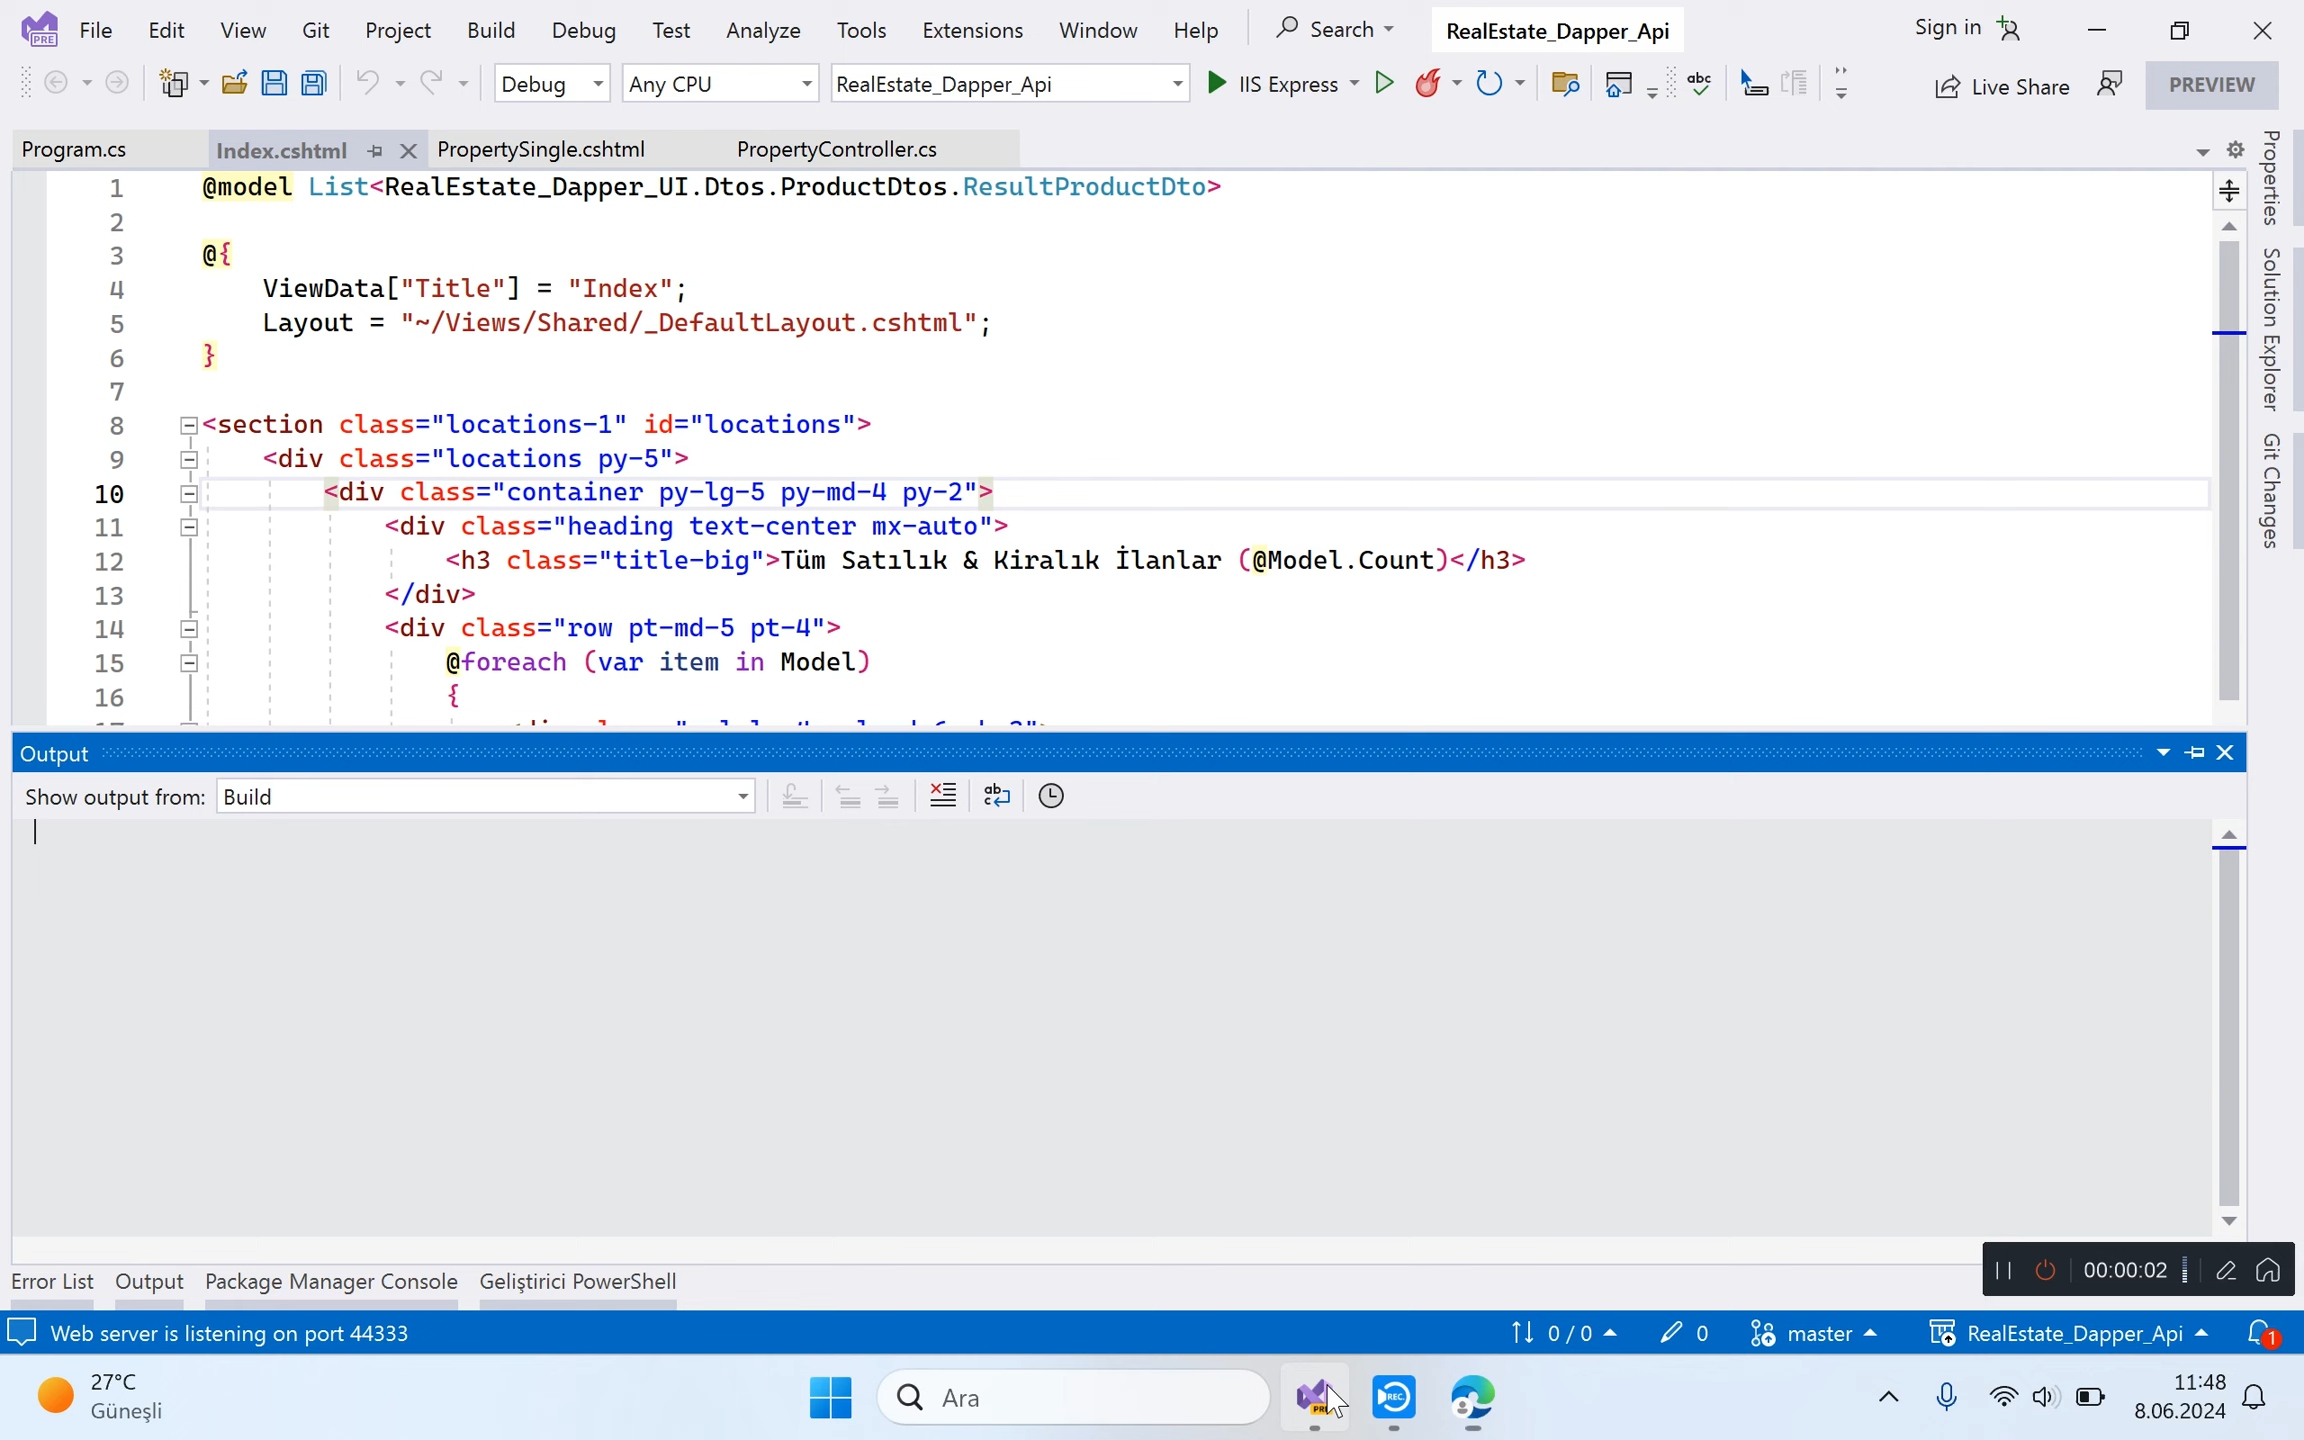 File Edit View Git Project Build Debug Test Analyze Tools Extensions Window Help Search RealEstate_Dapper_Api Sign in
PRE
Debug Any CPU RealEstate_Dapper_Api IIS Express abc Live Share PREVIEW
Program.cs Index.cshtml PropertySingle.cshtml PropertyController.cs
1 @model List<RealEstate_Dapper_UI.Dtos.ProductDtos.ResultProductDto>
2
3 @{
4 ViewData["Title"] = "Index";
5 Layout = "~/Views/Shared/_DefaultLayout.cshtml";
6 }
7
8 <section class="locations-1" id="locations">
9 <div class="locations py-5">
10 <div class="container py-lg-5 py-md-4 py-2">
11 <div class="heading text-center mx-auto">
12 <h3 class="title-big">Tüm Satılık & Kiralık İlanlar (@Model.Count)</h3>
13 </div>
14 <div class="row pt-md-5 pt-4">
15 @foreach (var item in Model)
16 {
Properties
Solution Explorer
Git Changes
Output
Show output from: Build
Error List Output Package Manager Console Geliştirici PowerShell
00:00:02
Web server is listening on port 44333 0 / 0 0 master RealEstate_Dapper_Api 1
27°C
Güneşli
Ara
REC
11:48
8.06.2024